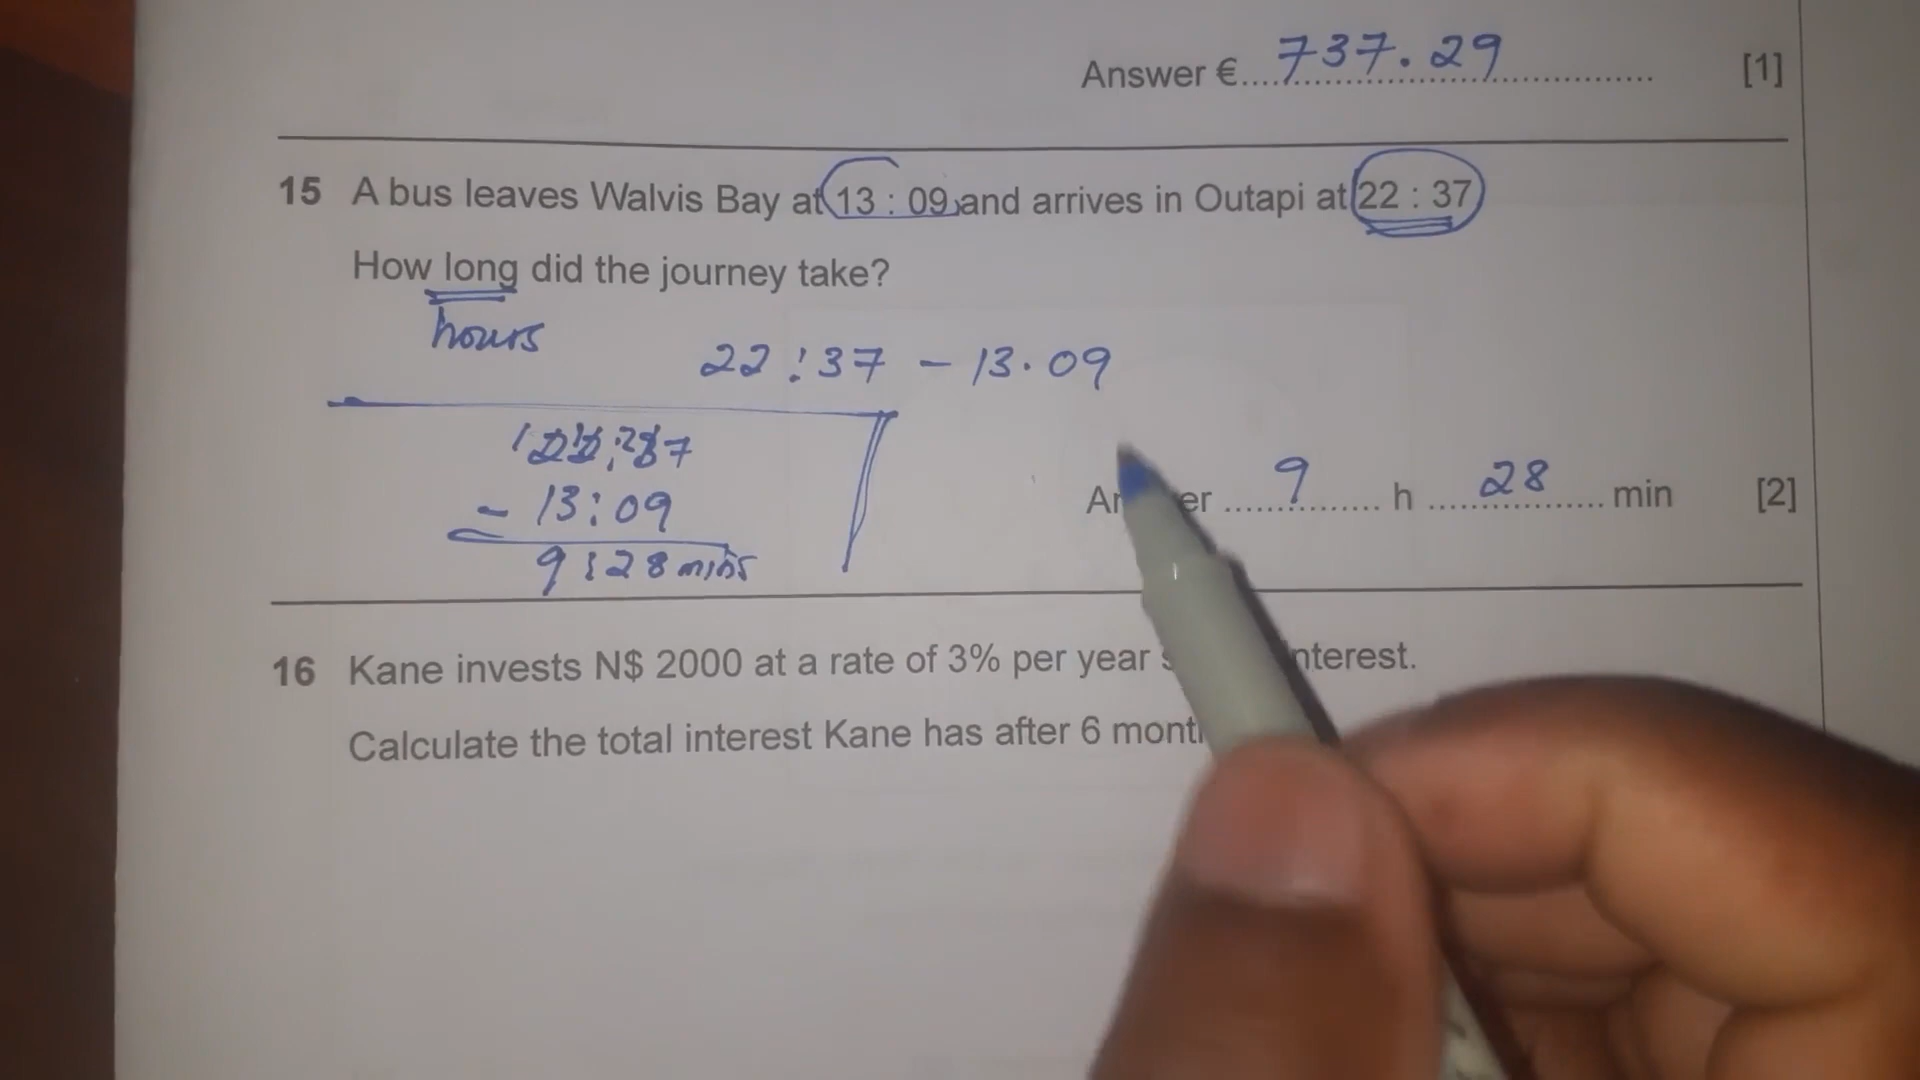 Answer €....737.29.... [1]
15 A bus leaves Walvis Bay at 13 : 09 and arrives in Outapi at 22 : 37
How long did the journey take?
hours
22:37 - 13.09
22:37
- 13:09
9:28 mins
9 h 28 min [2]
16 Kane invests N$ 2000 at a rate of 3% per year interest.
Calculate the total interest Kane has after 6